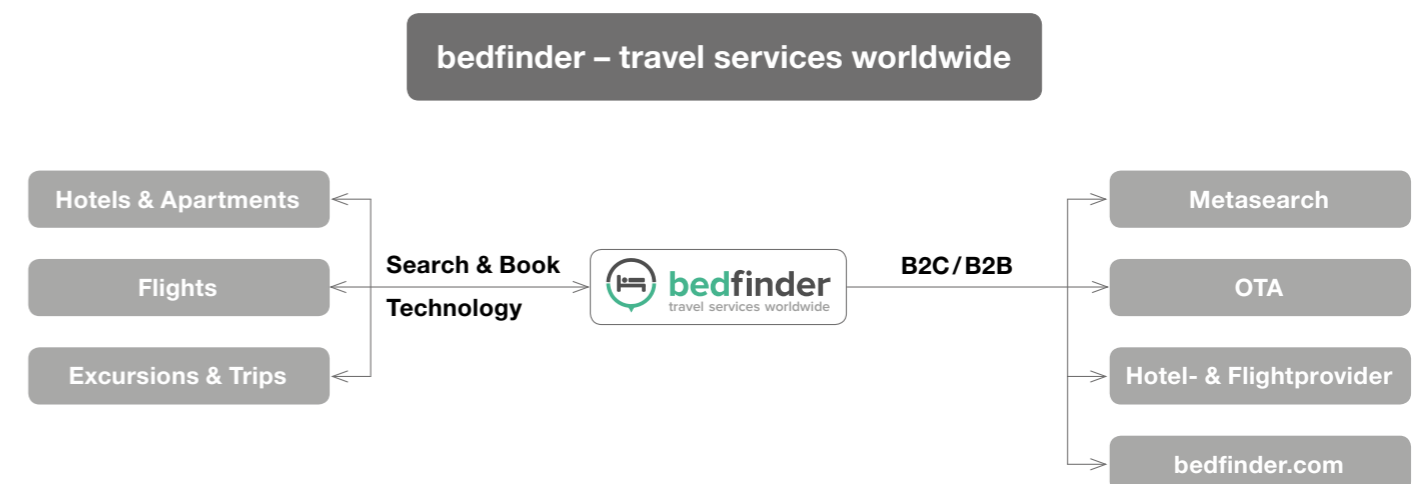 bedfinder – travel services worldwide
Hotels & Apartments
Flights
Excursions & Trips
Search & Book
Technology
bedfinder
travel services worldwide
B2C/B2B
Metasearch
OTA
Hotel- & Flightprovider
bedfinder.com